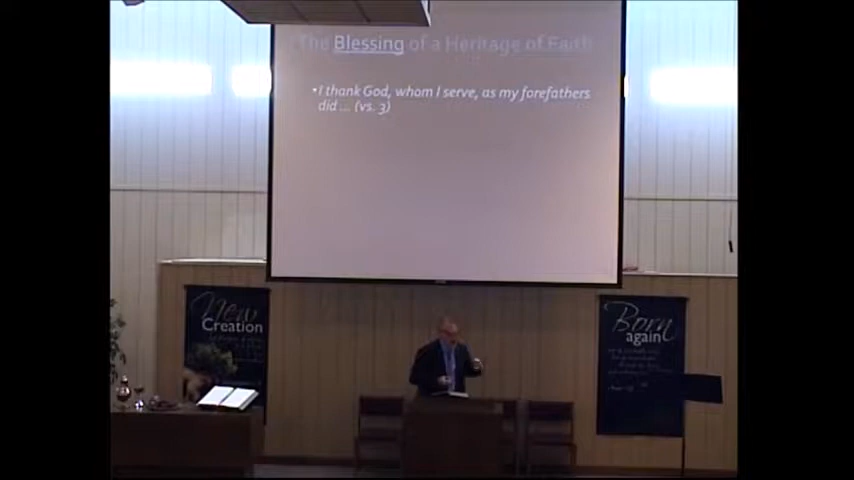 The Blessing of a Heritage of Faith
•I thank God, whom I serve, as my forefathers
did ... (vs. 3)
New
Creation
Born
again